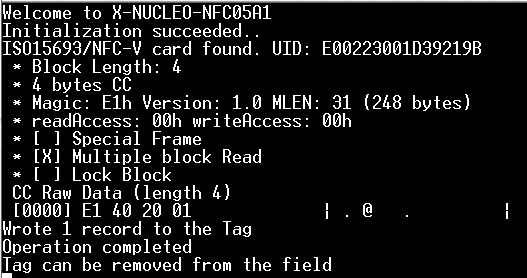 Welcome to X-NUCLEO-NFC05A1
Initialization succeeded..
ISO15693/NFC-V card found. UID: E00223001D39219B
* Block Length: 4
* 4 bytes CC
* Magic: E1h Version: 1.0 MLEN: 31 (248 bytes)
* readAccess: 00h writeAccess: 00h
* [ ] Special Frame
* [X] Multiple block Read
* [ ] Lock Block
CC Raw Data (length 4)
[0000] E1 40 20 01 | . @ . |
Wrote 1 record to the Tag
Operation completed
Tag can be removed from the field